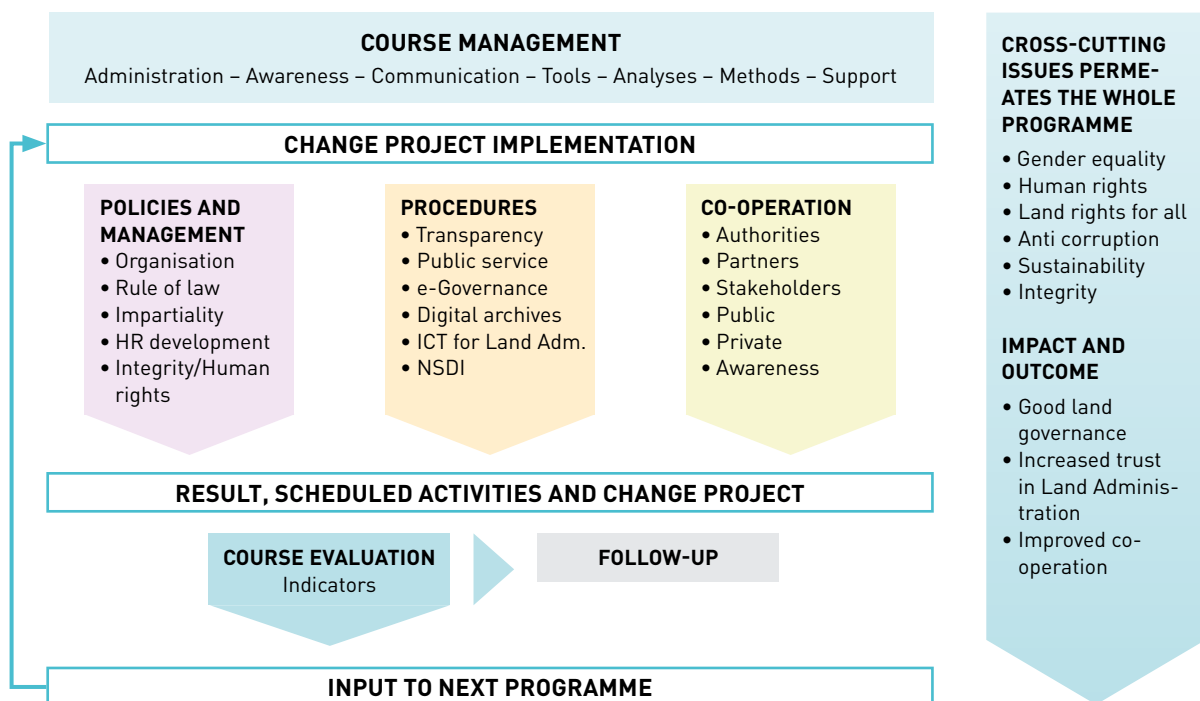 COURSE MANAGEMENT
Administration – Awareness – Communication – Tools – Analyses – Methods – Support
CHANGE PROJECT IMPLEMENTATION
POLICIES AND
MANAGEMENT
• Organisation
• Rule of law
• Impartiality
• HR development
• Integrity/Human
rights
PROCEDURES
• Transparency
• Public service
• e-Governance
• Digital archives
• ICT for Land Adm.
• NSDI
CO-OPERATION
• Authorities
• Partners
• Stakeholders
• Public
• Private
• Awareness
RESULT, SCHEDULED ACTIVITIES AND CHANGE PROJECT
COURSE EVALUATION
Indicators
FOLLOW-UP
INPUT TO NEXT PROGRAMME
CROSS-CUTTING
ISSUES PERME-
ATES THE WHOLE
PROGRAMME
• Gender equality
• Human rights
• Land rights for all
• Anti corruption
• Sustainability
• Integrity
IMPACT AND
OUTCOME
• Good land
governance
• Increased trust
in Land Adminis-
tration
• Improved co-
operation